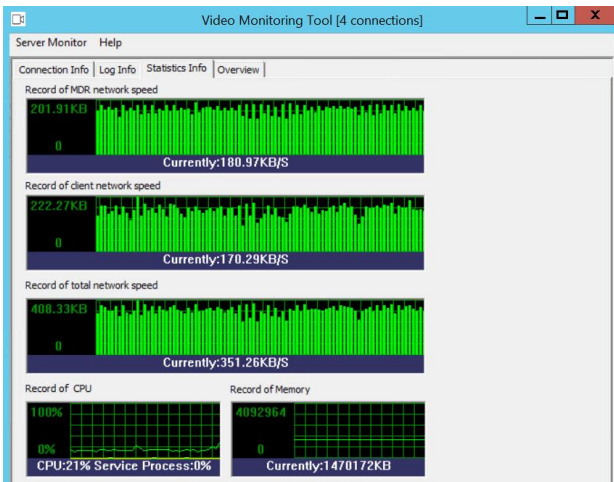 Video Monitoring Tool [4 connections]
Server Monitor Help
Connection Info Log Info Statistics Info Overview
Record of MDR network speed
201.91KB
0
Currently:180.97KB/S
Record of client network speed
222.27KB
0
Currently:170.29KB/S
Record of total network speed
408.33KB
0
Currently:351.26KB/S
Record of CPU Record of Memory
100% 4092964
0% 0
CPU:21% Service Process:0% Currently:1470172KB